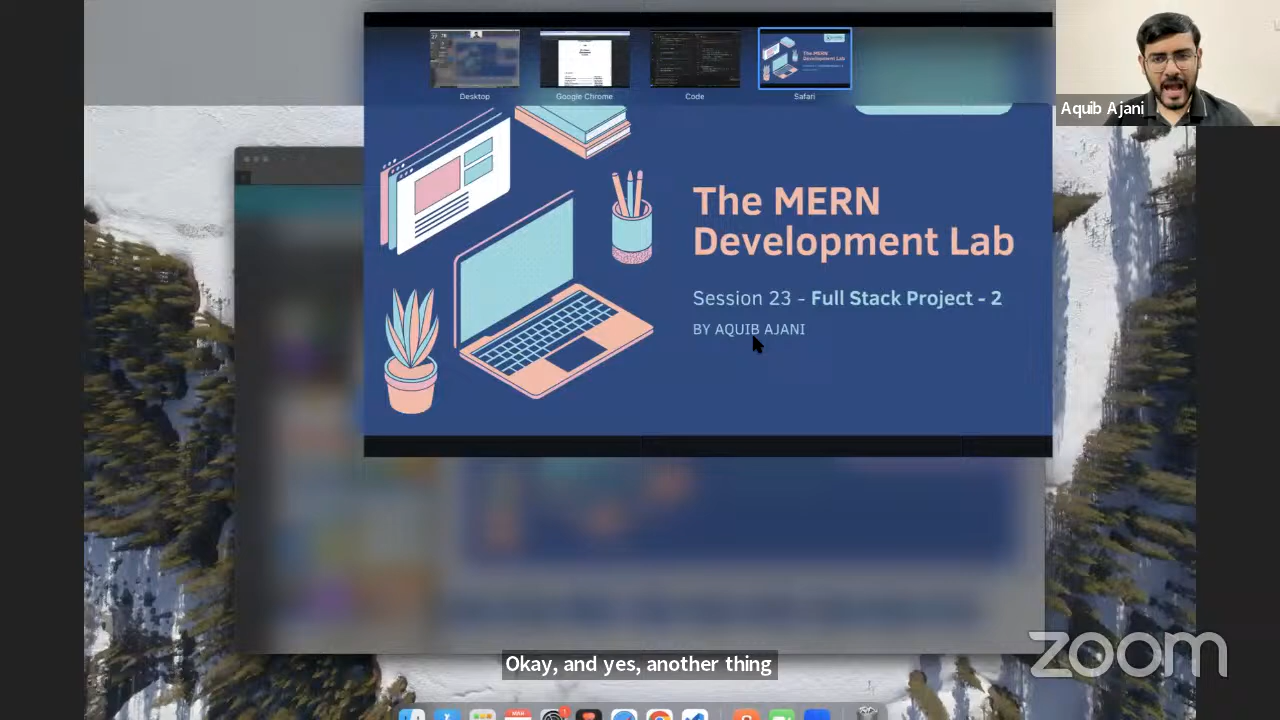 Desktop
Google Chrome
Code
Safari
Aquib Ajani
The MERN
Development Lab
Session 23 - Full Stack Project - 2
BY AQUIB AJANI
Okay, and yes, another thing
zoom